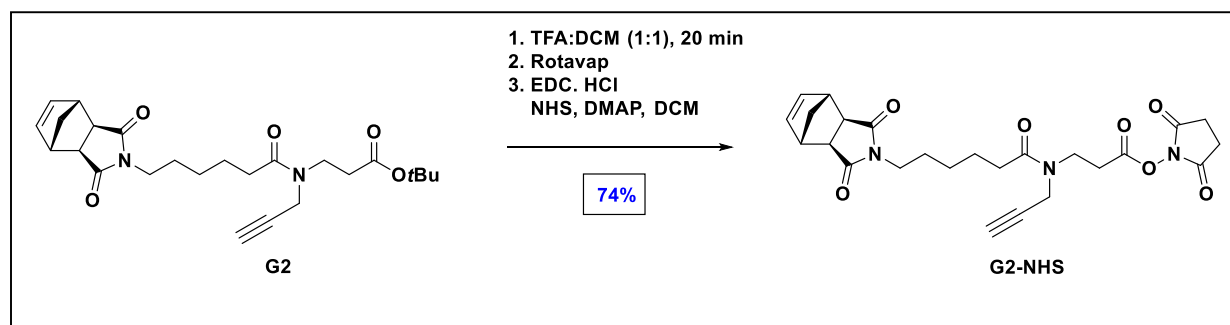 1. TFA:DCM (1:1), 20 min
2. Rotavap
3. EDC. HCl
NHS, DMAP, DCM
74%
O
N
O
O
N
O
OtBu
G2
O
N
O
O
N
O
O
N
O
O
G2-NHS